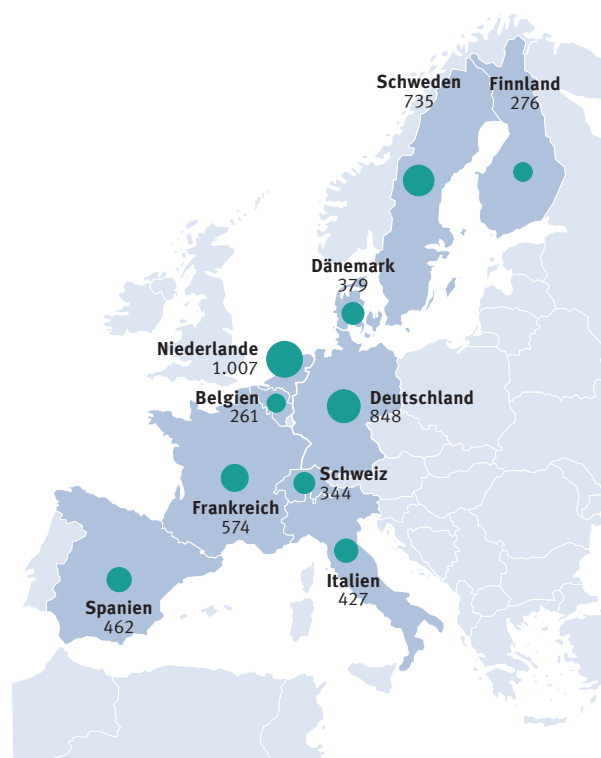 Schweden
735
Finnland
276
Dänemark
379
Niederlande
1.007
Belgien
261
Deutschland
848
Schweiz
344
Frankreich
574
Italien
427
Spanien
462